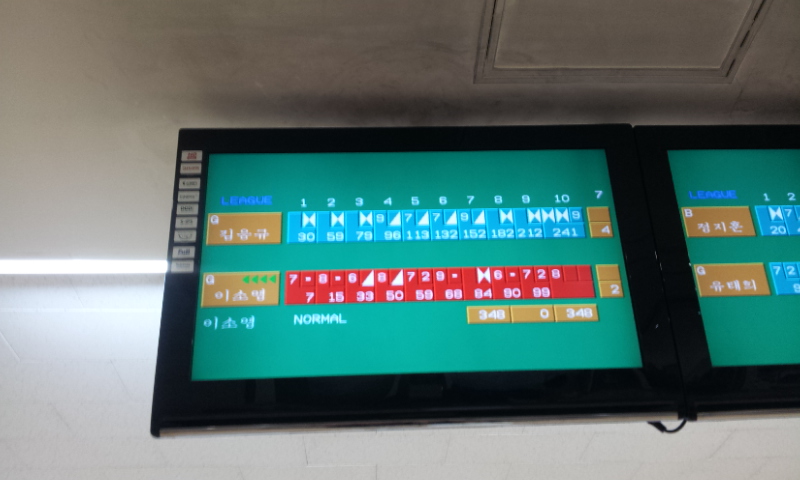 LEAGUE 1 2 3 4 5 6 7 8 9 10 7
G 김용규 9 7 7 9 9
30 59 79 96 113 132 152 182 212 241 4
G 이소영 7 - 8 - 6 8 7 2 9 - 6 - 7 2 8
7 15 33 50 59 68 84 90 99 2
이소영 NORMAL 348 0 348
LEAGUE 1 2
B 정지훈 7
20
G 유태희 7 2
9